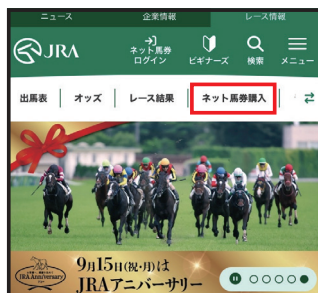 ニュース 企業情報 レース情報
JRA
ネット馬券
ログイン ビギナーズ 検索 メニュー
出馬表 オッズ レース結果 ネット馬券購入
JRA Anniversary
9月15日(祝・月)は
JRAアニバーサリー